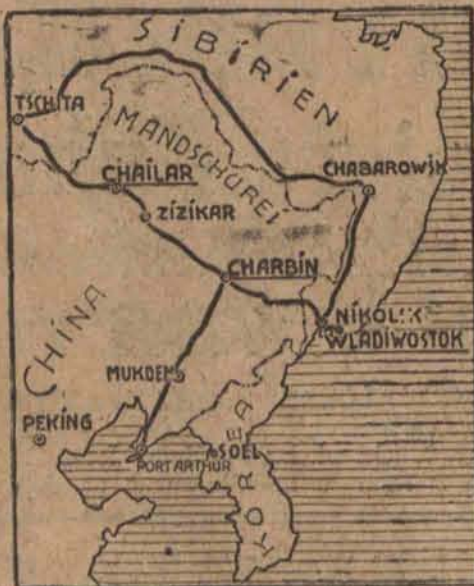 SIBIRIEN
TSCHITA
MANDSCHUREI
CHAILAR
CHABAROWSK
ZIZIKAR
CHARBIN
CHINA
NIKOLSK
WLADIWOSTOK
MUKDEN
KOREA
PEKING
SOEL
PORT ARTHUR